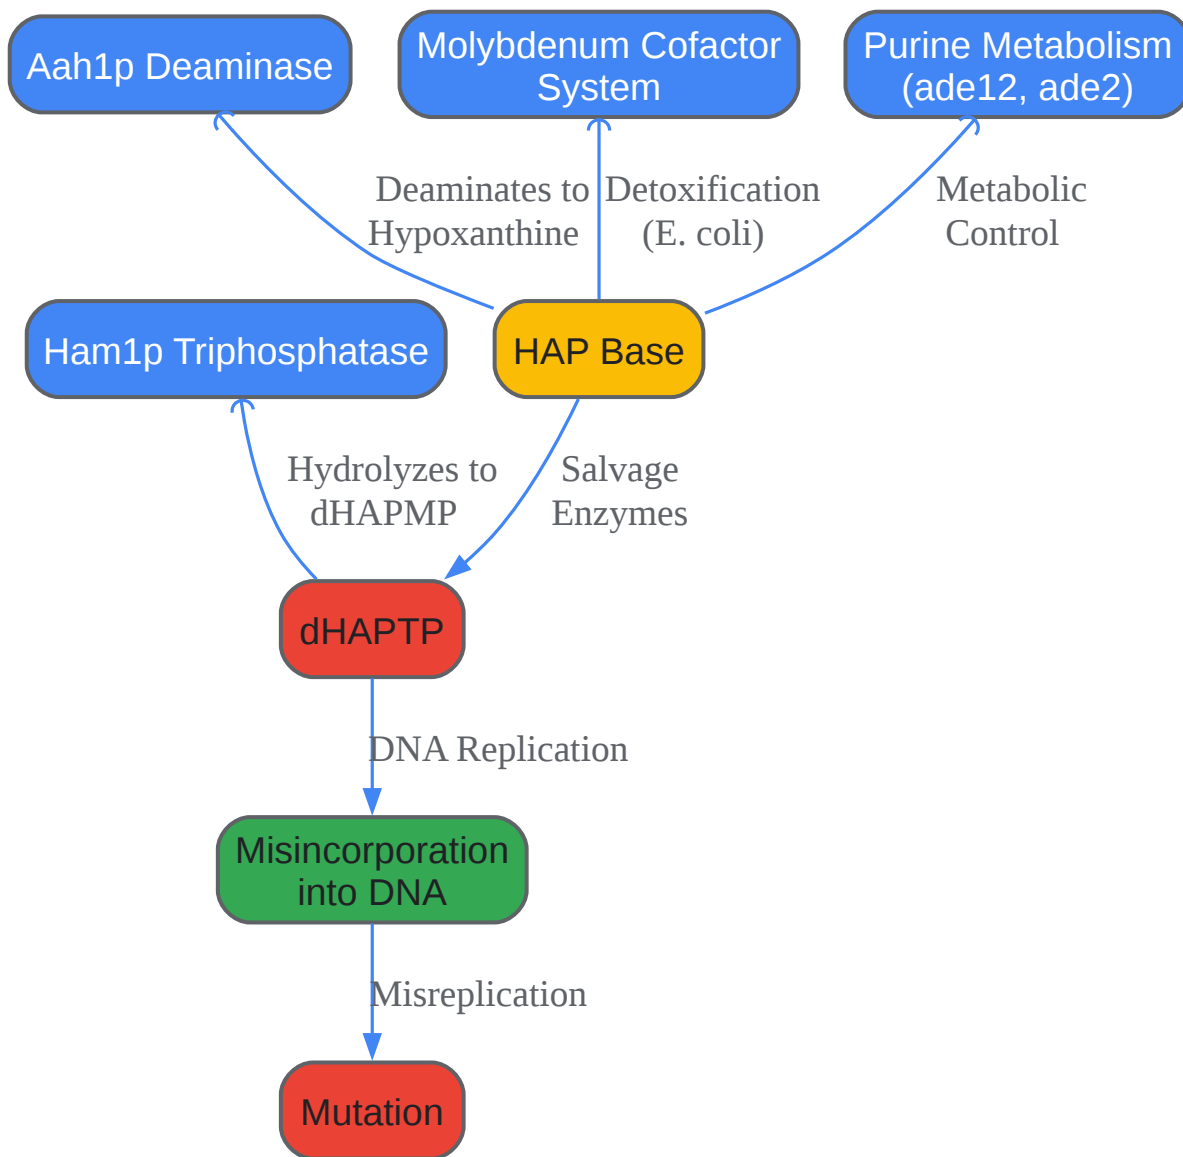 Aah1p Deaminase
Molybdenum Cofactor
System
Purine Metabolism
(ade12, ade2)
Deaminates to
Hypoxanthine
Detoxification
(E. coli)
Metabolic
Control
Ham1p Triphosphatase
HAP Base
Hydrolyzes to
dHAPMP
Salvage
Enzymes
dHAPTP
DNA Replication
Misincorporation
into DNA
Misreplication
Mutation